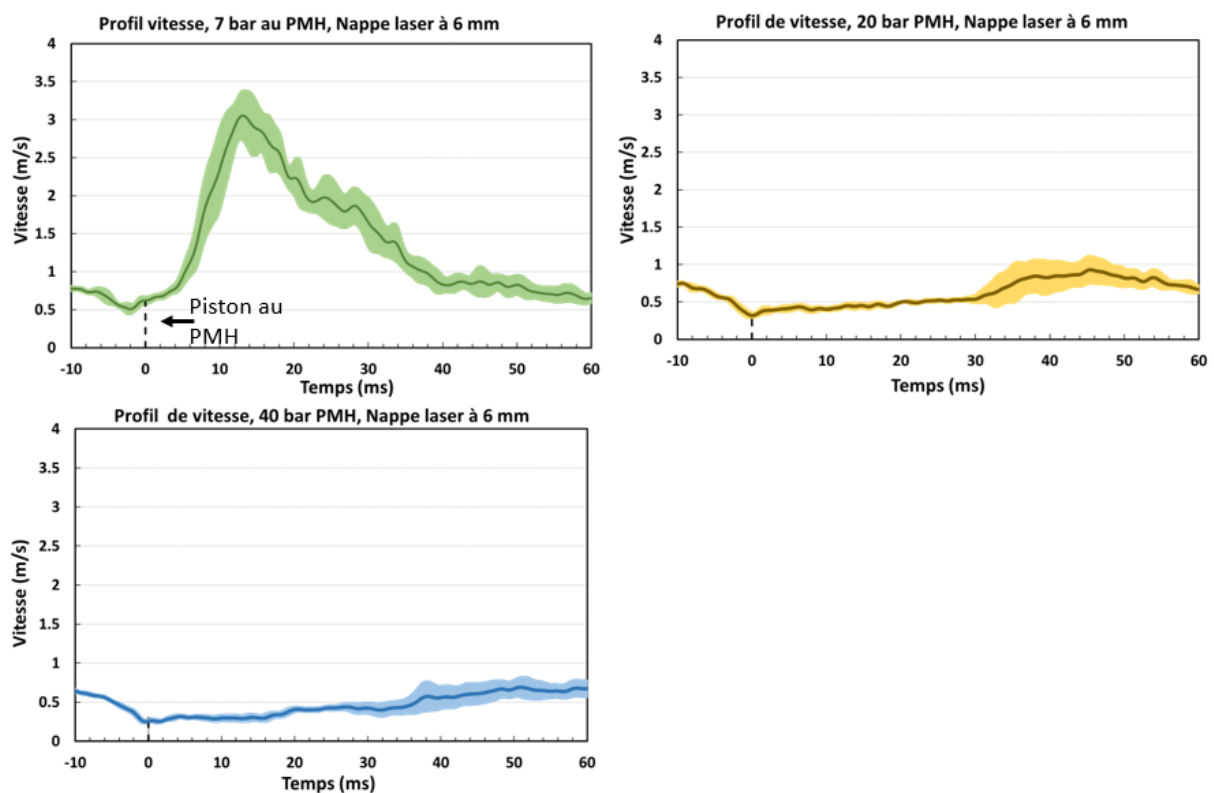 Profil vitesse, 7 bar au PMH, Nappe laser à 6 mm
Vitesse (m/s)
4
3.5
3
2.5
2
1.5
1
0.5
0
Piston au
PMH
-10 0 10 20 30 40 50 60
Temps (ms)
Profil de vitesse, 20 bar PMH, Nappe laser à 6 mm
Vitesse (m/s)
4
3.5
3
2.5
2
1.5
1
0.5
0
-10 0 10 20 30 40 50 60
Temps (ms)
Profil de vitesse, 40 bar PMH, Nappe laser à 6 mm
Vitesse (m/s)
4
3.5
3
2.5
2
1.5
1
0.5
0
-10 0 10 20 30 40 50 60
Temps (ms)